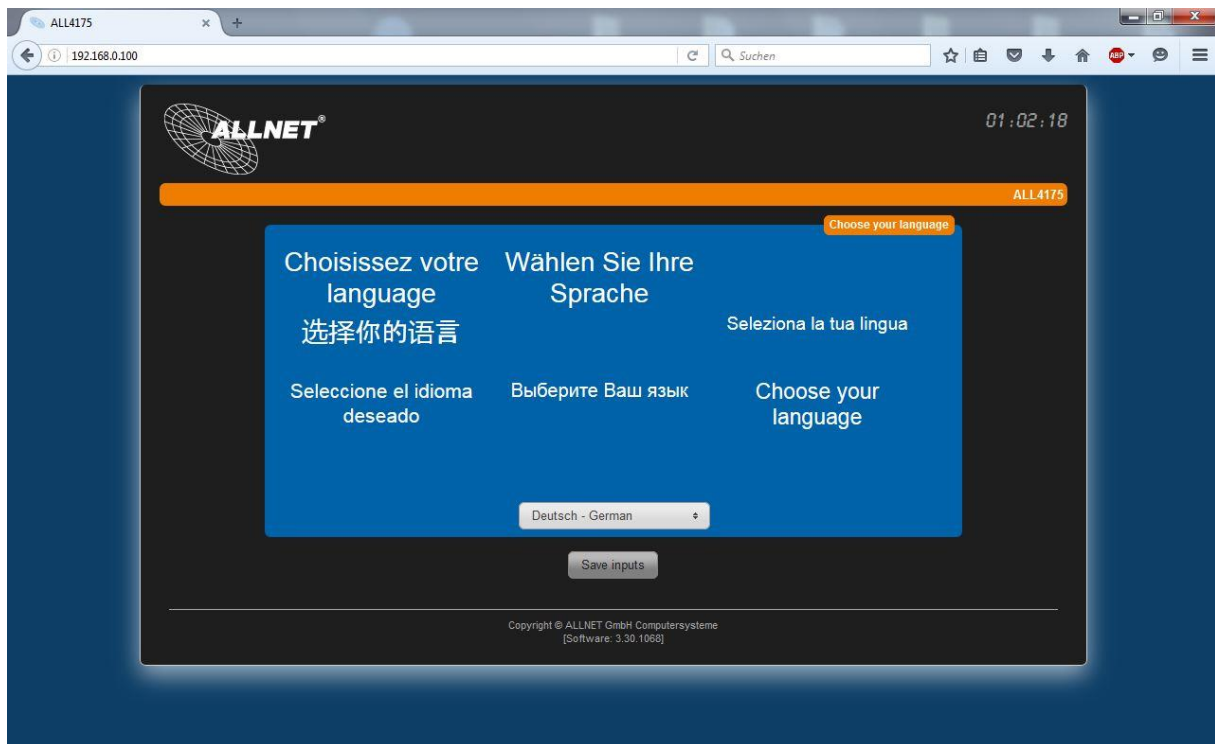 ALL4175
192.168.0.100
Suchen
ABP
ALLNET®
01:02:18
ALL4175
Choose your language
Choisissez votre
language
选择你的语言
Wählen Sie Ihre
Sprache
Seleziona la tua lingua
Seleccione el idioma
deseado
Выберите Ваш язык
Choose your
language
Deutsch - German
Save inputs
Copyright © ALLNET GmbH Computersysteme
[Software: 3.30.1068]